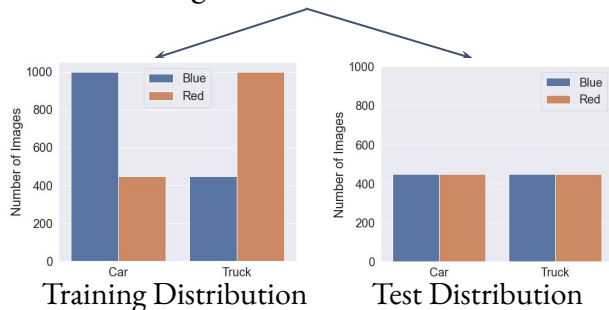 1000
800
600
400
200
0
Number of Images
Blue
Red
Car
Truck
Training Distribution
1000
800
600
400
200
0
Number of Images
Blue
Red
Car
Truck
Test Distribution